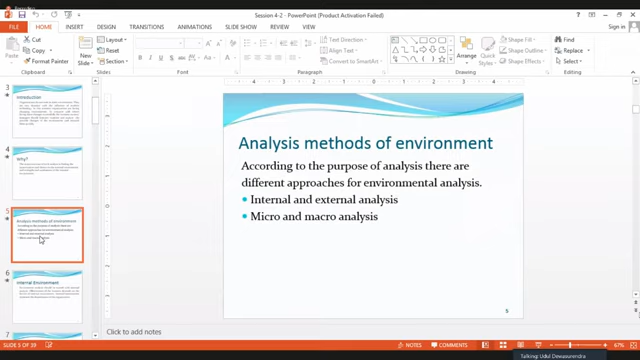 Session 4-2 - PowerPoint (Product Activation Failed)
FILE HOME INSERT DESIGN TRANSITIONS ANIMATIONS SLIDE SHOW REVIEW VIEW Sign in
Cut
Copy
Paste
Format Painter
Clipboard
New
Slide
Layout
Reset
Section
Slides
Font
Text Direction
Align Text
Convert to SmartArt
Paragraph
Arrange
Quick
Styles
Shape Fill
Shape Outline
Shape Effects
Drawing
Find
Replace
Select
Editing
3
Introduction
4
Why?
5
Analysis methods of environment
6
Internal Environment
7
Analysis methods of environment
According to the purpose of analysis there are
different approaches for environmental analysis.
Internal and external analysis
Micro and macro analysis
5
Click to add notes
SLIDE 5 OF 39
NOTES COMMENTS 67%
Talking: Udul Dewasurendra